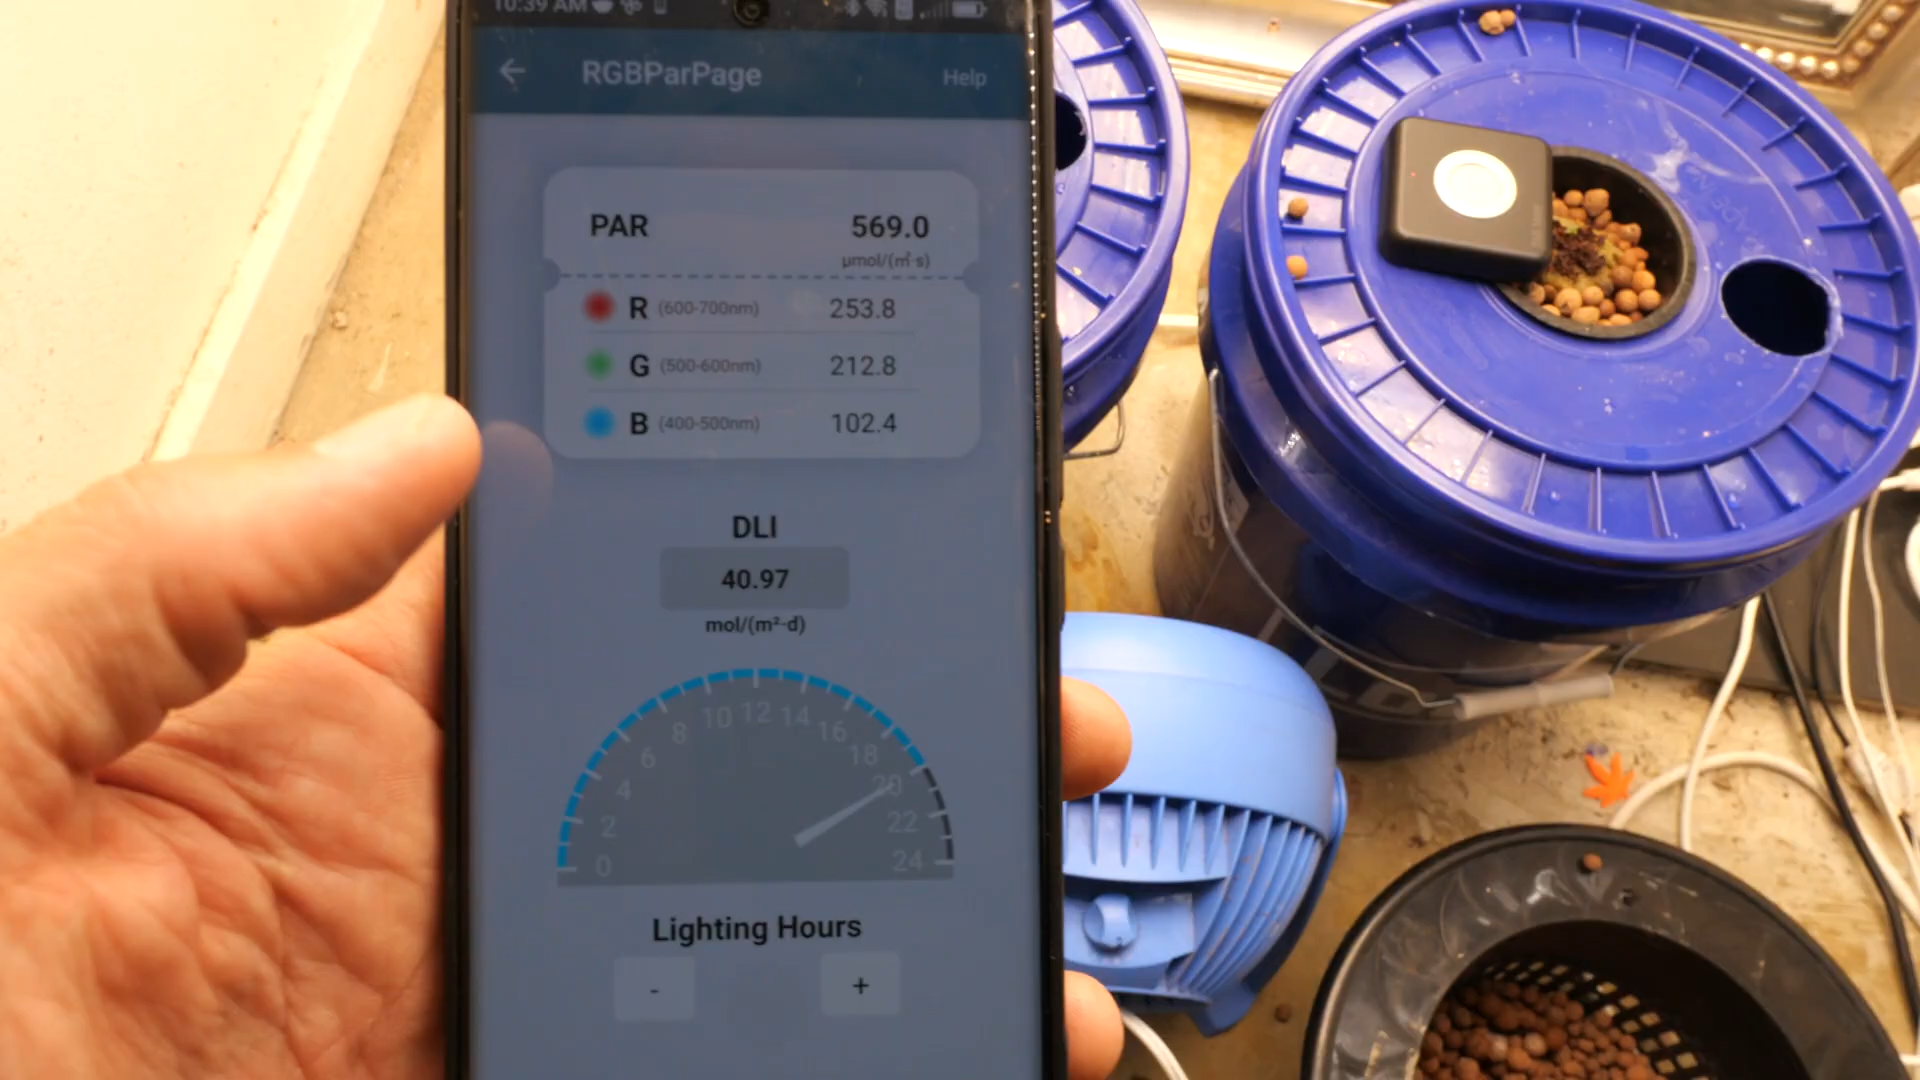 10:39 AM
RGBParPage Help
PAR 569.0
μmol/(㎡·s)
R (600-700nm) 253.8
G (500-600nm) 212.8
B (400-500nm) 102.4
DLI
40.97
mol/(m²·d)
0 2 4 6 8 10 12 14 16 18 20 22 24
Lighting Hours
- +